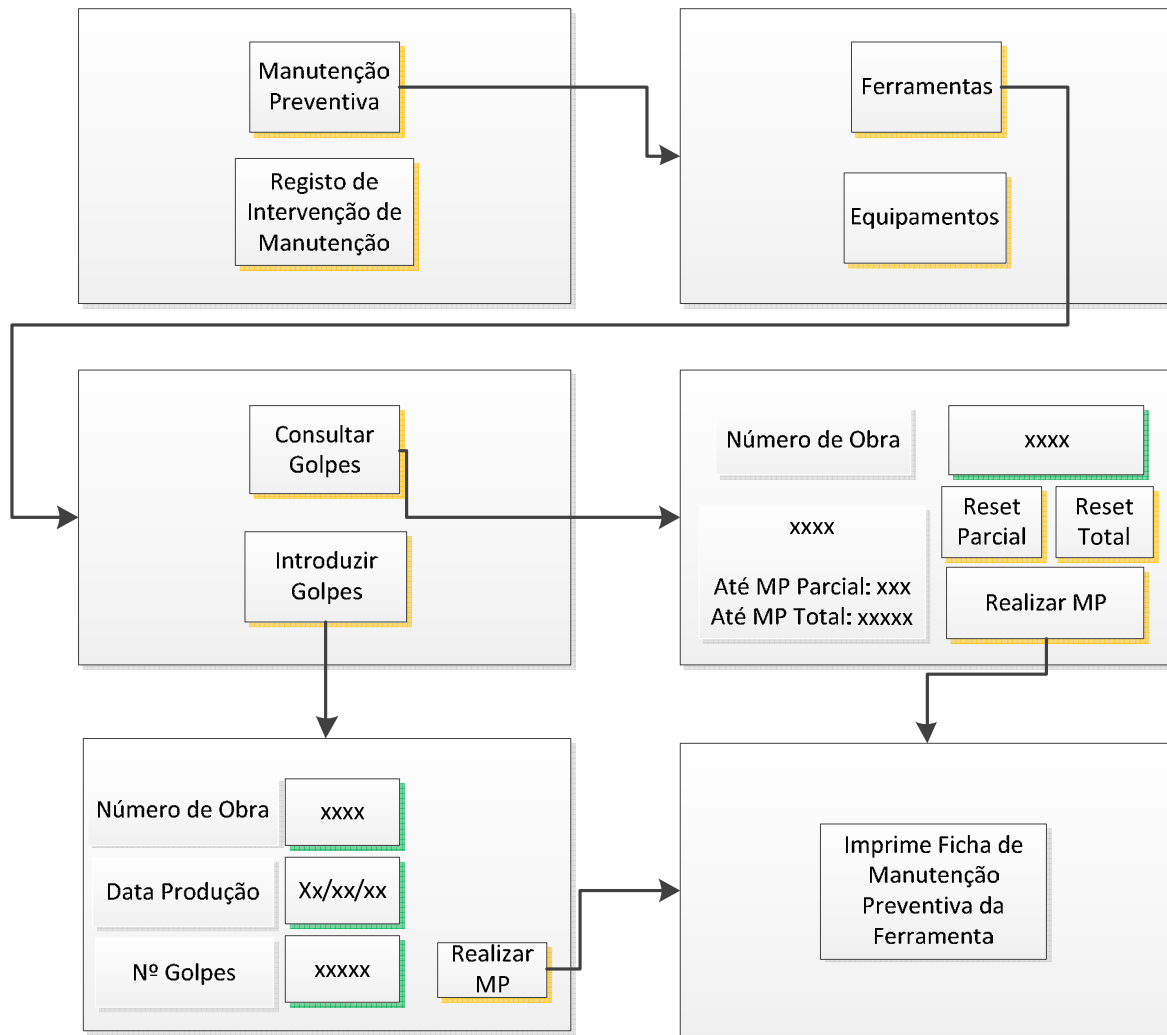 Manutenção
Preventiva
Registo de
Intervenção de
Manutenção
Ferramentas
Equipamentos
Consultar
Golpes
Introduzir
Golpes
Número de Obra
xxxx
xxxx
Até MP Parcial: xxx
Até MP Total: xxxxx
Reset
Parcial
Reset
Total
Realizar MP
Número de Obra
xxxx
Data Produção
Xx/xx/xx
Nº Golpes
xxxxx
Realizar
MP
Imprime Ficha de
Manutenção
Preventiva da
Ferramenta